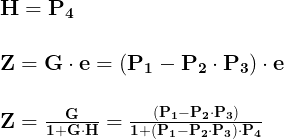 H = P₄
Z = G · e = (P₁ − P₂ · P₃) · e
Z = G/(1+G·H) = (P₁−P₂·P₃)/(1+(P₁−P₂·P₃)·P₄)